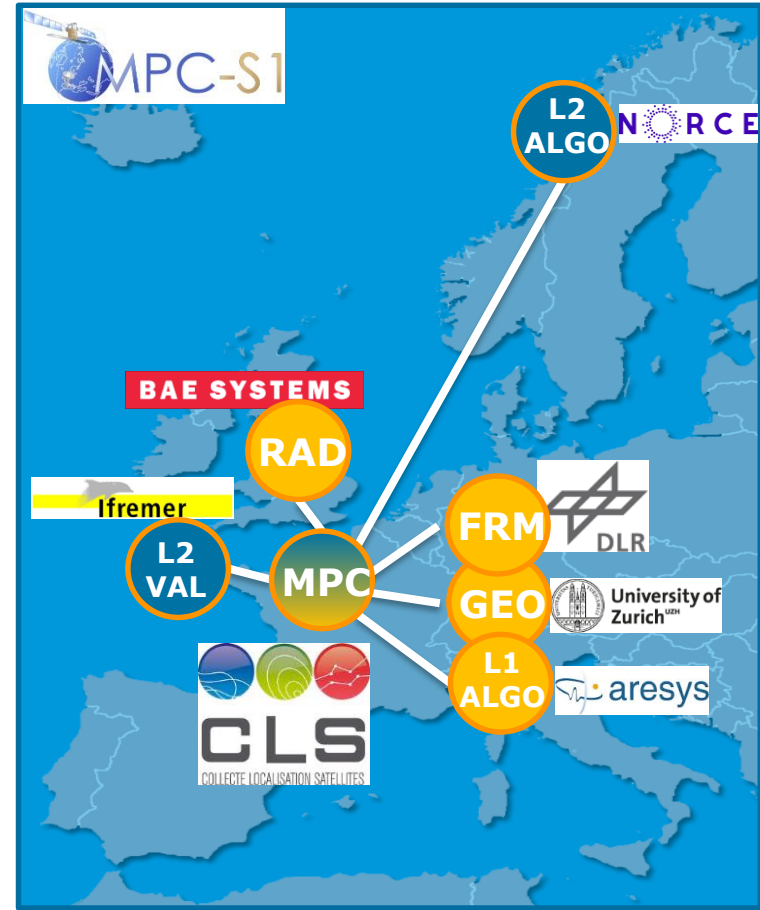 MPC-S1
L2
ALGO
NORCE
BAE SYSTEMS
RAD
Ifremer
L2
VAL
MPC
FRM
DLR
GEO
University of
Zurich UZH
L1
ALGO
aresys
CLS
COLLECTE LOCALISATION SATELLITES